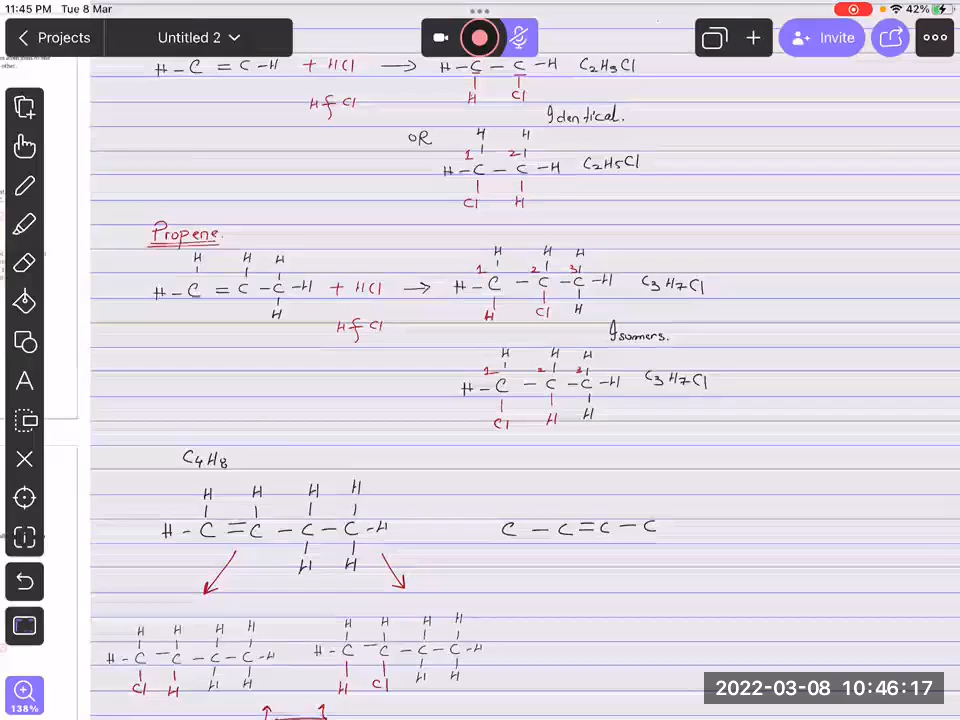 11:45 PM Tue 8 Mar
42%
Projects
Untitled 2
Invite
H - C = C - H + HCl → H - C - C - H C2H5Cl
H Cl
H Cl
Identical.
OR
H H
1 2
H - C - C - H C2H5Cl
Cl H
Propene.
H H H
H - C = C - C - H + HCl → H - C - C - C - H C3H7Cl
H
H H H
1 2 3
H Cl H
H Cl
Isomers.
H H H
1 2 3
H - C - C - C - H C3H7Cl
Cl H H
C4H8
H H H H
H - C = C - C - C - H
H H
C - C = C - C
H H H H
H - C - C - C - C - H
Cl H H H
H H H H
H - C - C - C - C - H
H Cl H H
A
138%
2022-03-08 10:46:17